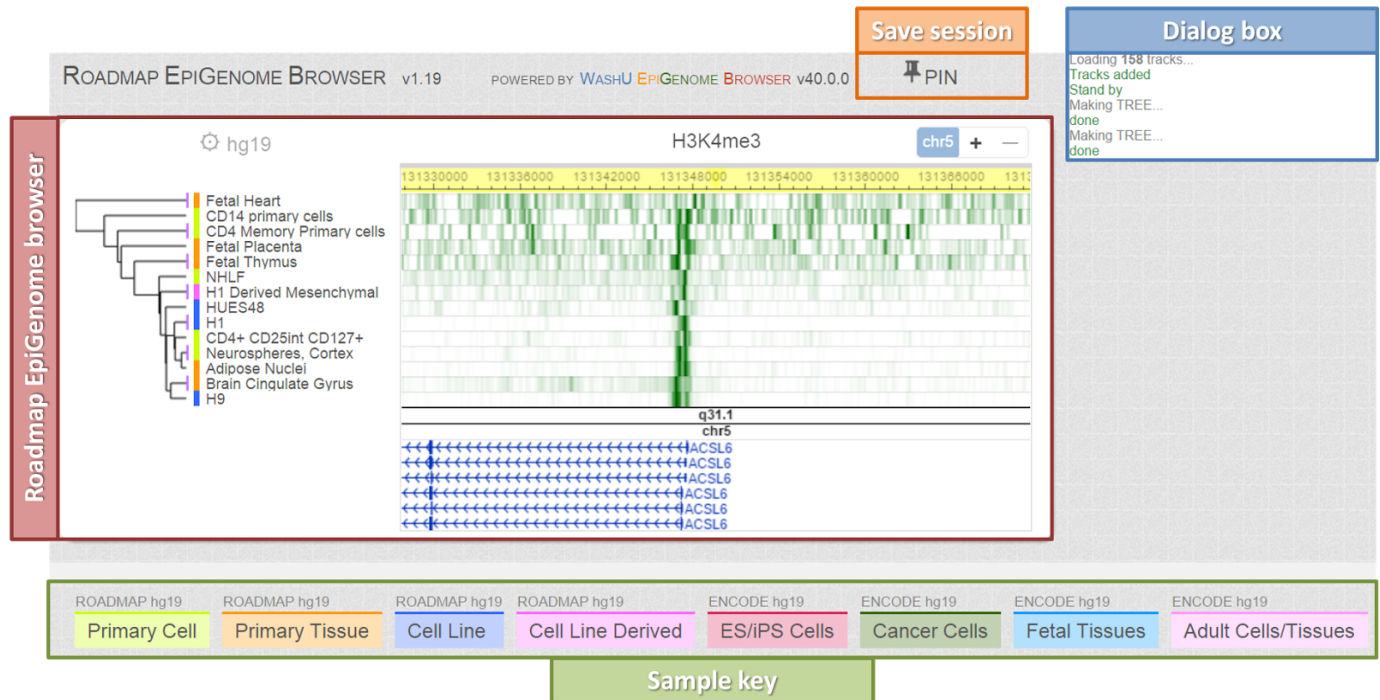 Save session
Dialog box
ROADMAP EPIGENOME BROWSER v1.19 POWERED BY WASHU EPIGENOME BROWSER v40.0.0
PIN
Loading 158 tracks...
Tracks added
Stand by
Making TREE...
done
Making TREE...
done
Roadmap EpiGenome browser
hg19
H3K4me3
chr5 + —
131330000 131336000 131342000 131348000 131354000 131360000 131366000 1313
Fetal Heart
CD14 primary cells
CD4 Memory Primary cells
Fetal Placenta
Fetal Thymus
NHLF
H1 Derived Mesenchymal
HUES48
H1
CD4+ CD25int CD127+
Neurospheres, Cortex
Adipose Nuclei
Brain Cingulate Gyrus
H9
q31.1
chr5
ACSL6
ACSL6
ACSL6
ACSL6
ACSL6
ACSL6
ROADMAP hg19
Primary Cell
ROADMAP hg19
Primary Tissue
ROADMAP hg19
Cell Line
ROADMAP hg19
Cell Line Derived
ENCODE hg19
ES/iPS Cells
ENCODE hg19
Cancer Cells
ENCODE hg19
Fetal Tissues
ENCODE hg19
Adult Cells/Tissues
Sample key